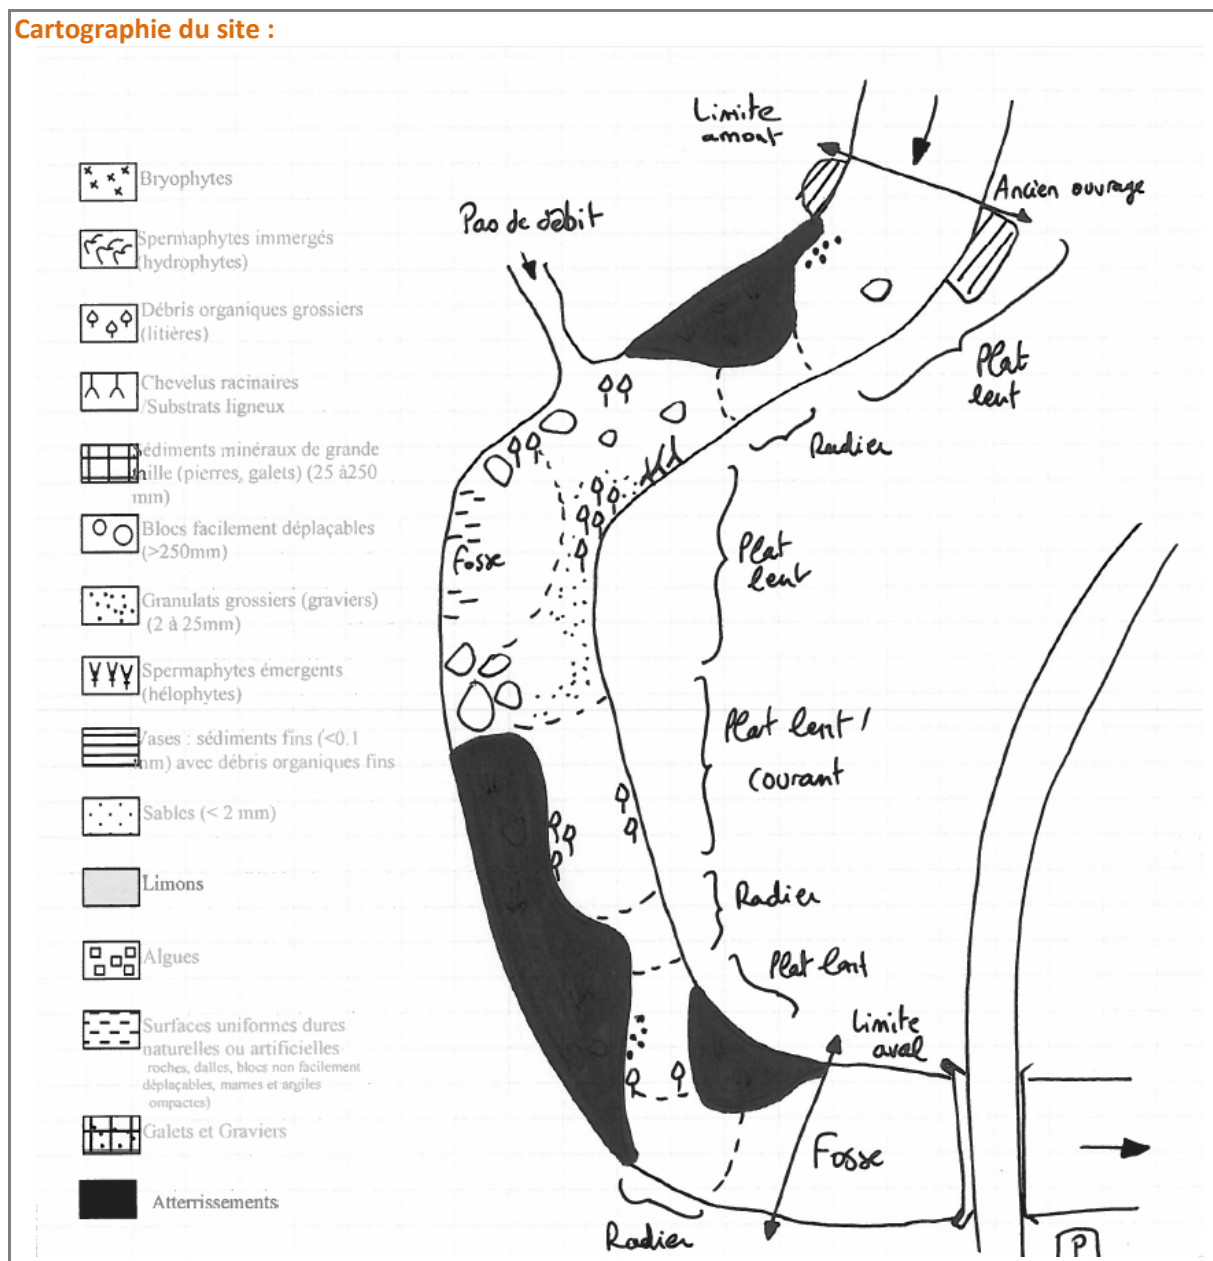 Cartographie du site :
Limite
amont
Ancien ouvrage
Pas de débit
Plat
lent
Radier
Plat
lent
Fosse
Plat lent /
courant
Radier
Plat lent
Limite
aval
Fosse
Radier
P
Bryophytes
Spermaphytes immergés
(hydrophytes)
Débris organiques grossiers
(litières)
Chevelus racinaires
/Substrats ligneux
Sédiments minéraux de grande
taille (pierres, galets) (25 à250
mm)
Blocs facilement déplaçables
(>250mm)
Granulats grossiers (graviers)
(2 à 25mm)
Spermaphytes émergents
(hélophytes)
Vases : sédiments fins (<0.1
mm) avec débris organiques fins
Sables (< 2 mm)
Limons
Algues
Surfaces uniformes dures
naturelles ou artificielles
roches, dalles, blocs non facilement
déplaçables, marnes et argiles
ompactes)
Galets et Graviers
Atterrissements